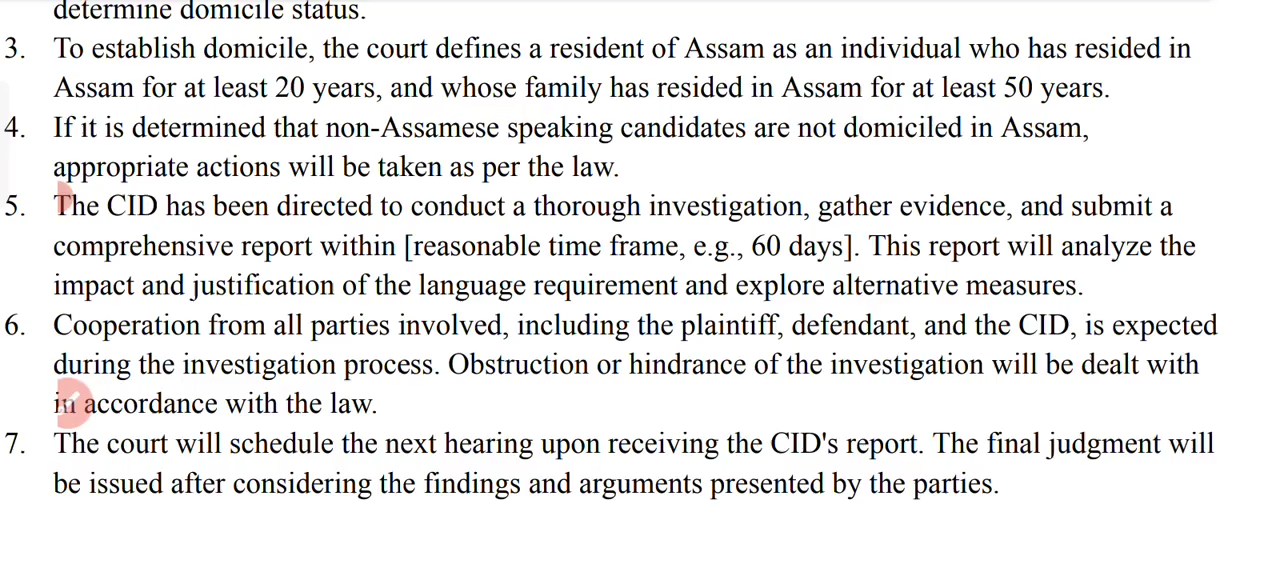 determine domicile status.
3. To establish domicile, the court defines a resident of Assam as an individual who has resided in
Assam for at least 20 years, and whose family has resided in Assam for at least 50 years.
4. If it is determined that non-Assamese speaking candidates are not domiciled in Assam,
appropriate actions will be taken as per the law.
5. The CID has been directed to conduct a thorough investigation, gather evidence, and submit a
comprehensive report within [reasonable time frame, e.g., 60 days]. This report will analyze the
impact and justification of the language requirement and explore alternative measures.
6. Cooperation from all parties involved, including the plaintiff, defendant, and the CID, is expected
during the investigation process. Obstruction or hindrance of the investigation will be dealt with
in accordance with the law.
7. The court will schedule the next hearing upon receiving the CID's report. The final judgment will
be issued after considering the findings and arguments presented by the parties.